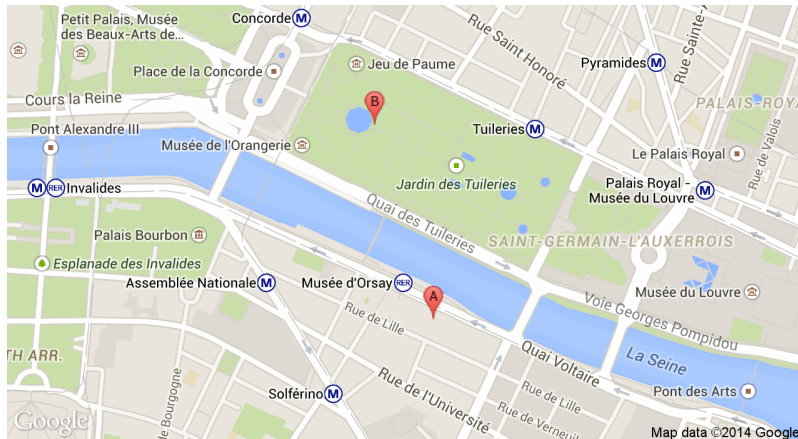 Petit Palais, Musée
des Beaux-Arts de…
Concorde M
Rue Saint Honoré
Rue Sainte-A
Jeu de Paume
Pyramides M
Place de la Concorde
Cours la Reine
B
PALAIS-ROYA
Pont Alexandre III
Tuileries M
Musée de l'Orangerie
Le Palais Royal
Rue de Valois
Jardin des Tuileries
M RER Invalides
Palais Royal -
Musée du Louvre M
Quai des Tuileries
Palais Bourbon
SAINT-GERMAIN-L'AUXERROIS
Esplanade des Invalides
Assemblée Nationale M
Musée d'Orsay RER
A
Musée du Louvre
Voie Georges Pompidou
Rue de Lille
TH ARR.
Quai Voltaire
La Seine
Rue de l'Université
Solférino M
Pont des Arts
Rue de Lille
de Bourgogne
Rue de Verneuil
Google
Map data ©2014 Google